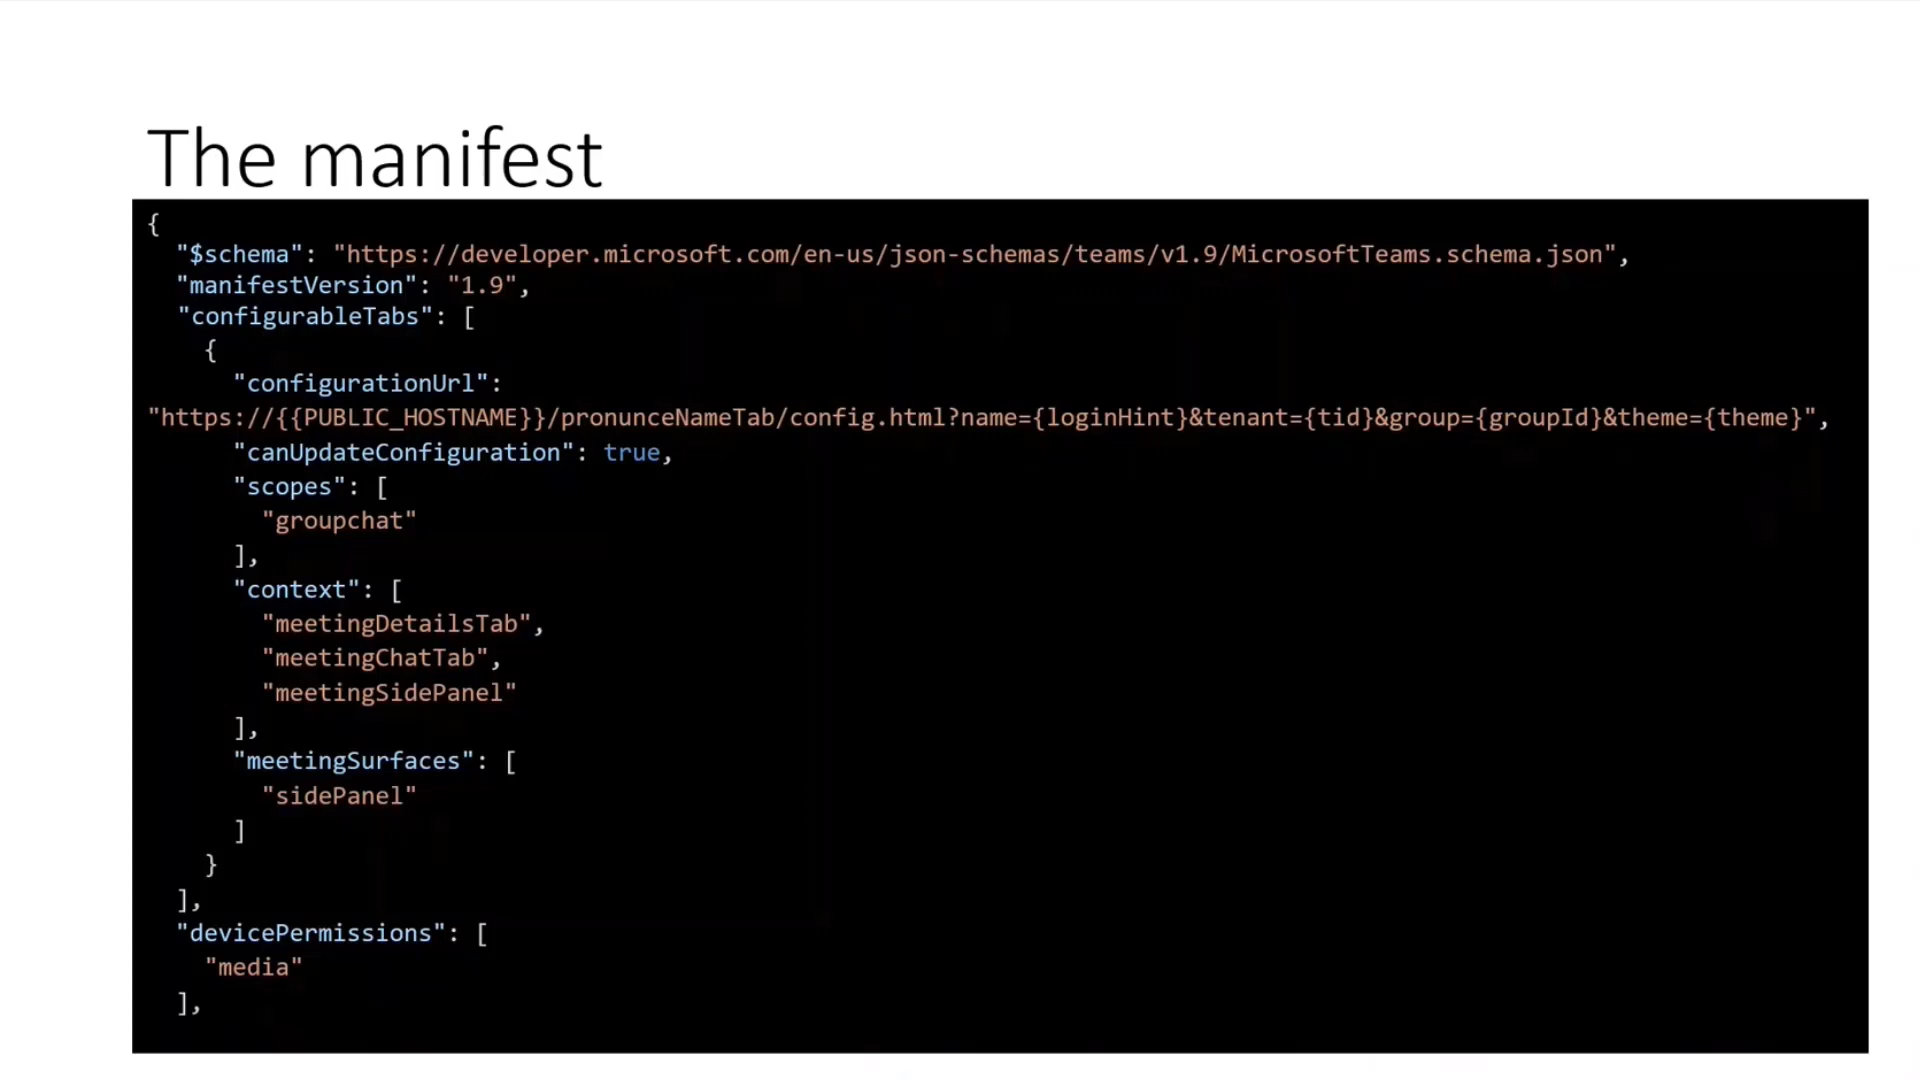 The manifest
{
"$schema": "https://developer.microsoft.com/en-us/json-schemas/teams/v1.9/MicrosoftTeams.schema.json",
"manifestVersion": "1.9",
"configurableTabs": [
{
"configurationUrl":
"https://{{PUBLIC_HOSTNAME}}/pronunceNameTab/config.html?name={loginHint}&tenant={tid}&group={groupId}&theme={theme}",
"canUpdateConfiguration": true,
"scopes": [
"groupchat"
],
"context": [
"meetingDetailsTab",
"meetingChatTab",
"meetingSidePanel"
],
"meetingSurfaces": [
"sidePanel"
]
}
],
"devicePermissions": [
"media"
],